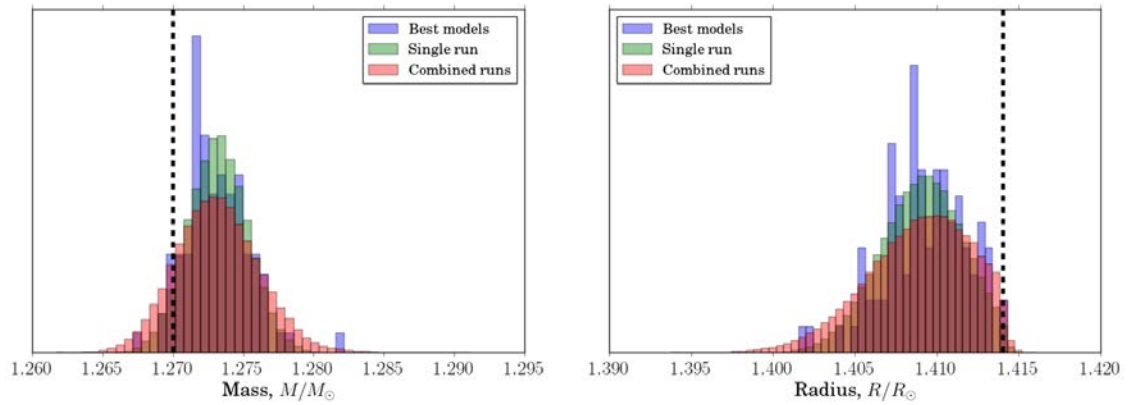 Best models
Single run
Combined runs
1.260 1.265 1.270 1.275 1.280 1.285 1.290 1.295
Mass, M/M⊙
Best models
Single run
Combined runs
1.390 1.395 1.400 1.405 1.410 1.415 1.420
Radius, R/R⊙